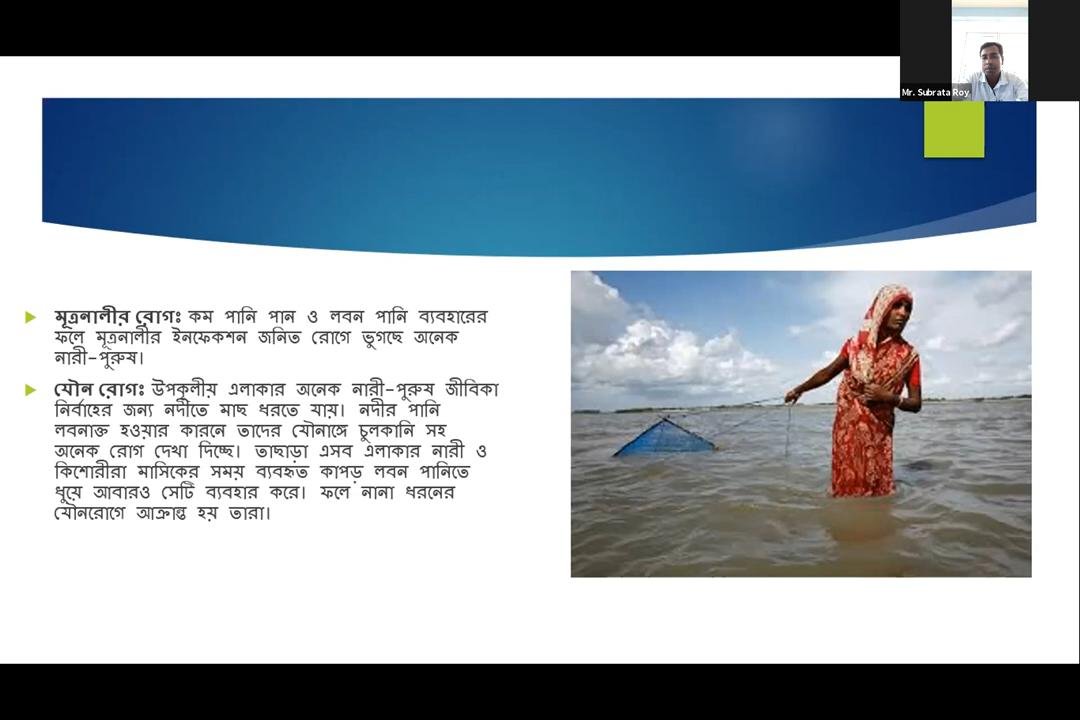 Mr. Subrata Roy
মূত্রনালীর রোগঃ কম পানি পান ও লবন পানি ব্যবহারের
ফলে মূত্রনালীর ইনফেকশন জনিত রোগে ভুগছে অনেক
নারী-পুরুষ।
যৌন রোগঃ উপকূলীয় এলাকার অনেক নারী-পুরুষ জীবিকা
নির্বাহের জন্য নদীতে মাছ ধরতে যায়। নদীর পানি
লবনাক্ত হওয়ার কারনে তাদের যৌনাঙ্গে চুলকানি সহ
অনেক রোগ দেখা দিচ্ছে। তাছাড়া এসব এলাকার নারী ও
কিশোরীরা মাসিকের সময় ব্যবহৃত কাপড় লবন পানিতে
ধুয়ে আবারও সেটি ব্যবহার করে। ফলে নানা ধরনের
যৌনরোগে আক্রান্ত হয় তারা।